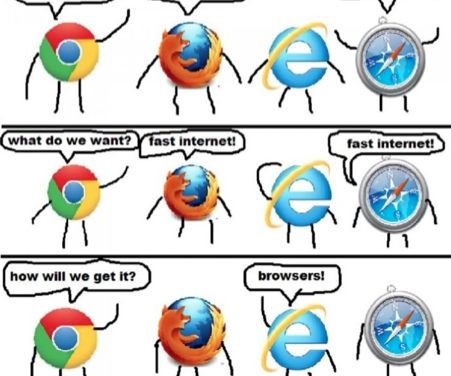 what do we want?
fast internet!
fast internet!
how will we get it?
browsers!